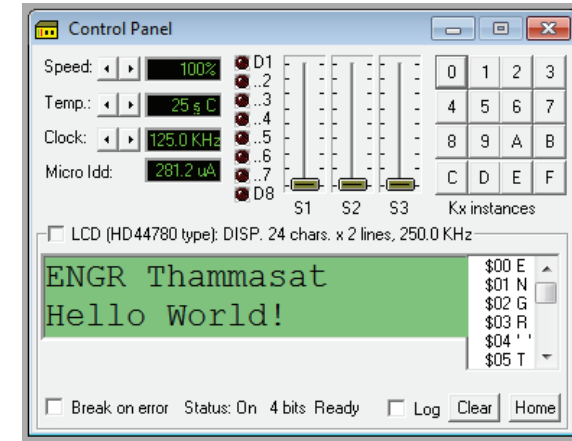 Control Panel
Speed: 100%
Temp.: 25 s C
Clock: 125.0 KHz
Micro Idd: 281.2 uA
D1
..2
..3
..4
..5
..6
..7
D8
S1 S2 S3
0 1 2 3
4 5 6 7
8 9 A B
C D E F
Kx instances
LCD (HD44780 type): DISP. 24 chars. x 2 lines, 250.0 KHz
ENGR Thammasat
Hello World!
$00 E
$01 N
$02 G
$03 R
$04 ' '
$05 T
Break on error Status: On 4 bits Ready Log Clear Home